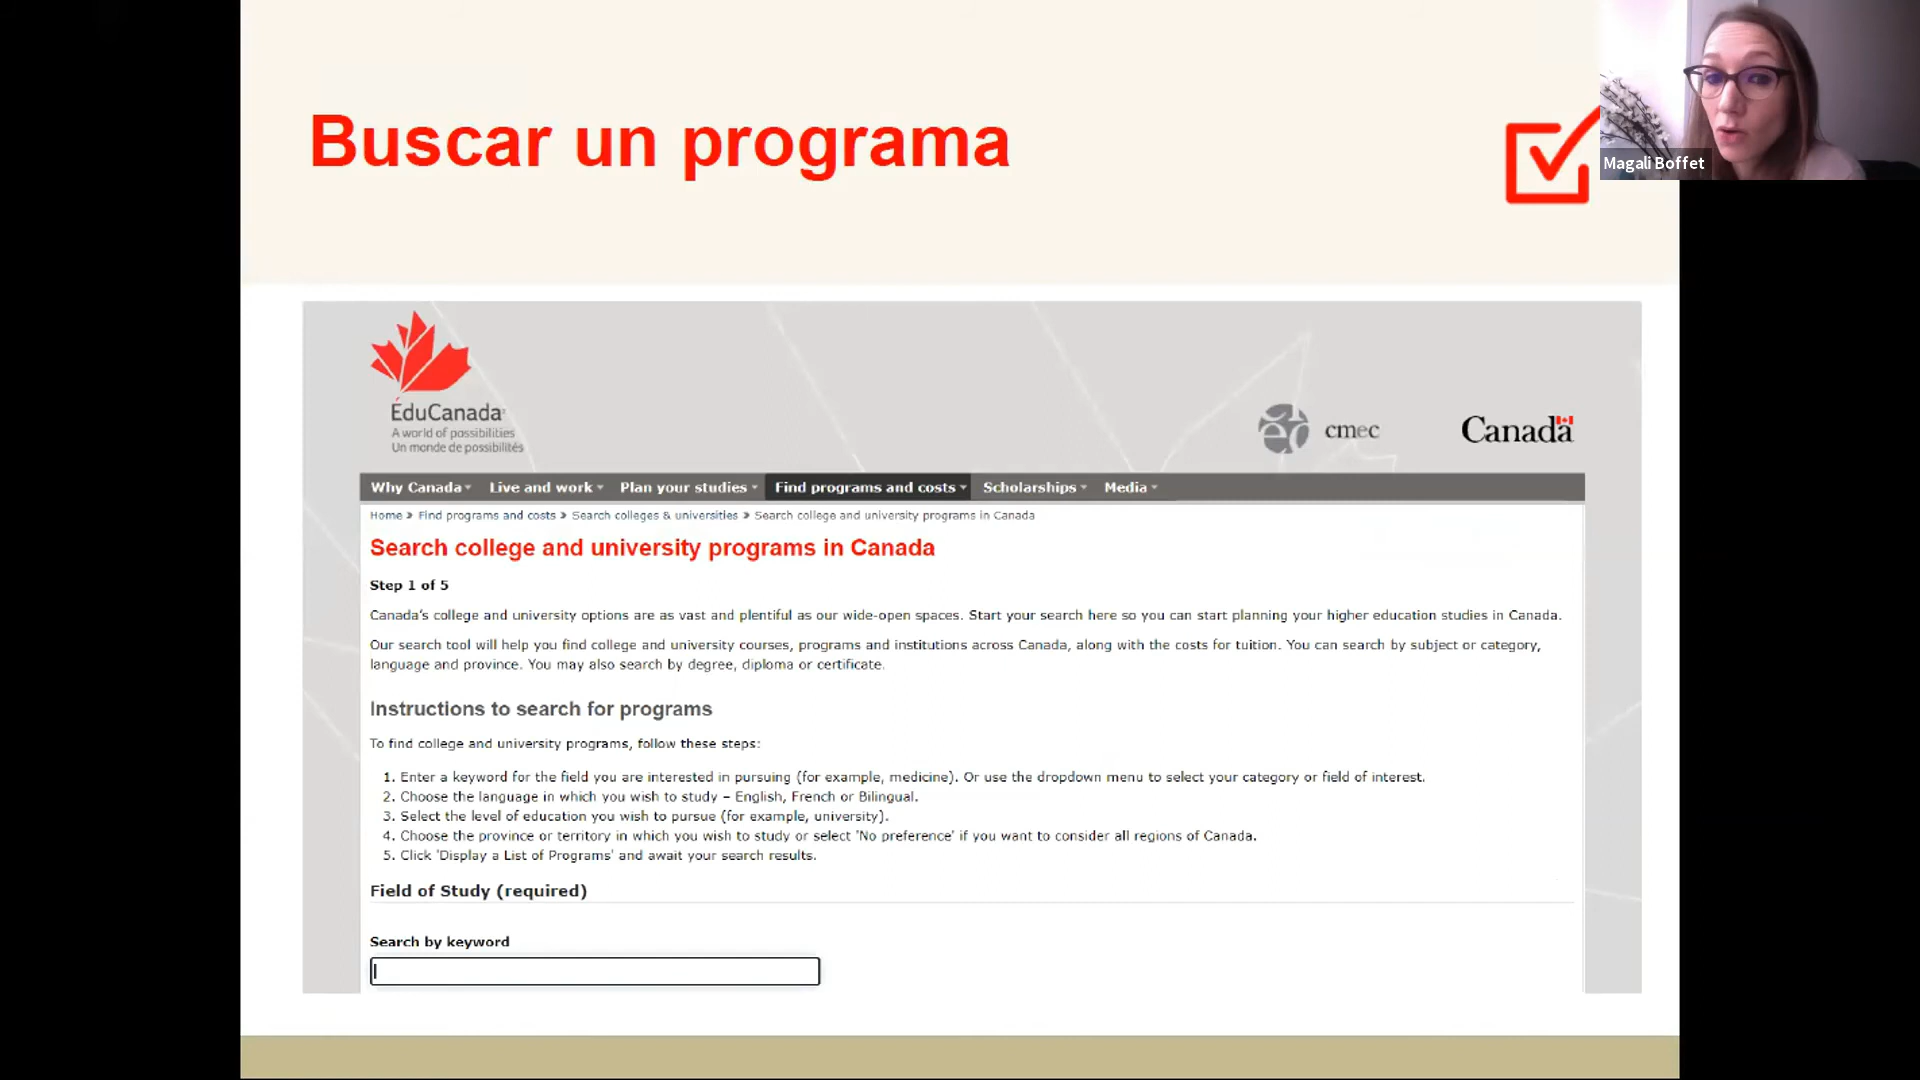 Buscar un programa
Magali Boffet
ÉduCanada
A world of possibilities
Un monde de possibilités
cmec
Canada
Why Canada
Live and work
Plan your studies
Find programs and costs
Scholarships
Media
Home » Find programs and costs » Search colleges & universities » Search college and university programs in Canada
Search college and university programs in Canada
Step 1 of 5
Canada's college and university options are as vast and plentiful as our wide-open spaces. Start your search here so you can start planning your higher education studies in Canada.
Our search tool will help you find college and university courses, programs and institutions across Canada, along with the costs for tuition. You can search by subject or category,
language and province. You may also search by degree, diploma or certificate.
Instructions to search for programs
To find college and university programs, follow these steps:
1. Enter a keyword for the field you are interested in pursuing (for example, medicine). Or use the dropdown menu to select your category or field of interest.
2. Choose the language in which you wish to study – English, French or Bilingual.
3. Select the level of education you wish to pursue (for example, university).
4. Choose the province or territory in which you wish to study or select 'No preference' if you want to consider all regions of Canada.
5. Click 'Display a List of Programs' and await your search results.
Field of Study (required)
Search by keyword